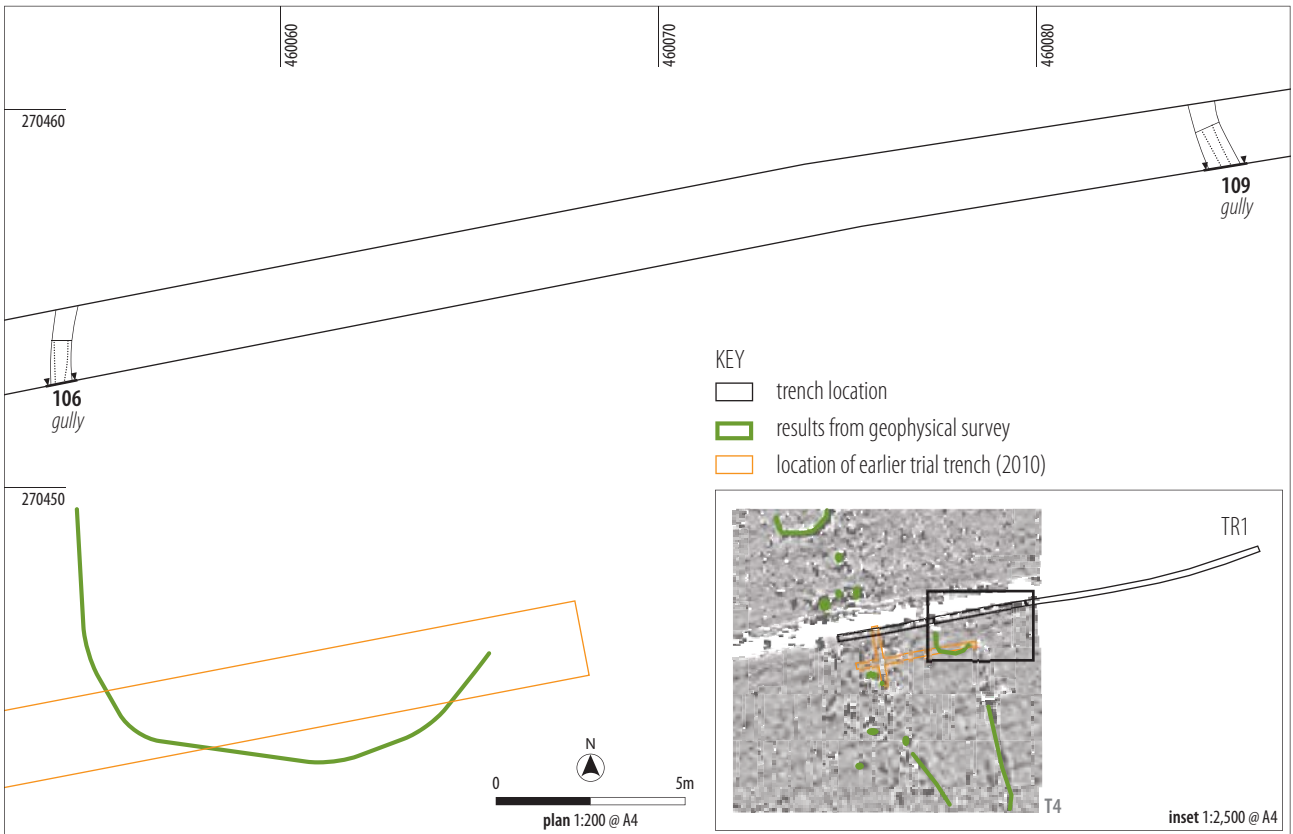 460060
460070
460080
270460
109
gully
106
gully
KEY
trench location
results from geophysical survey
location of earlier trial trench (2010)
270450
TR1
N
0 5m
plan 1:200 @ A4
T4
inset 1:2,500 @ A4